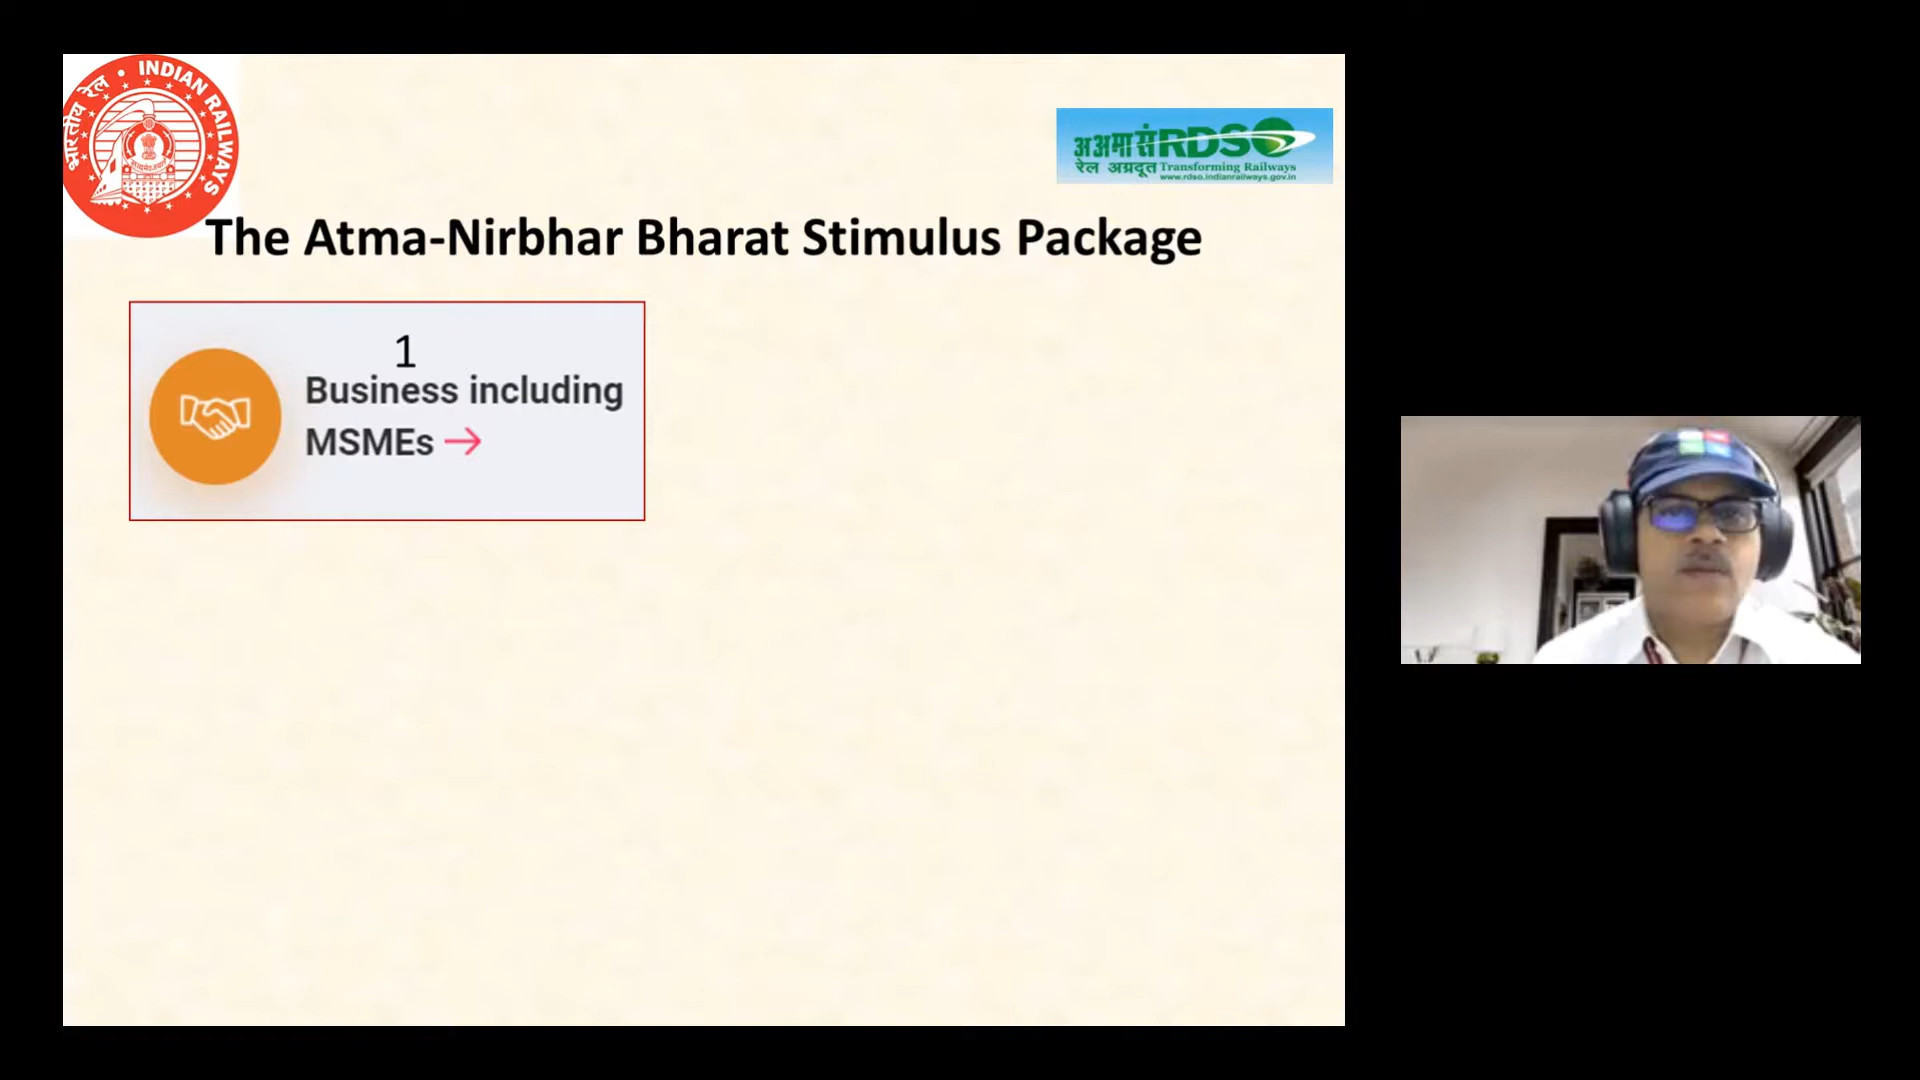 भारतीय रेल • INDIAN RAILWAYS
अ अ मा सं RDSO
रेल अग्रदूत Transforming Railways
www.rdso.indianrailways.gov.in
The Atma-Nirbhar Bharat Stimulus Package
1
Business including
MSMEs →